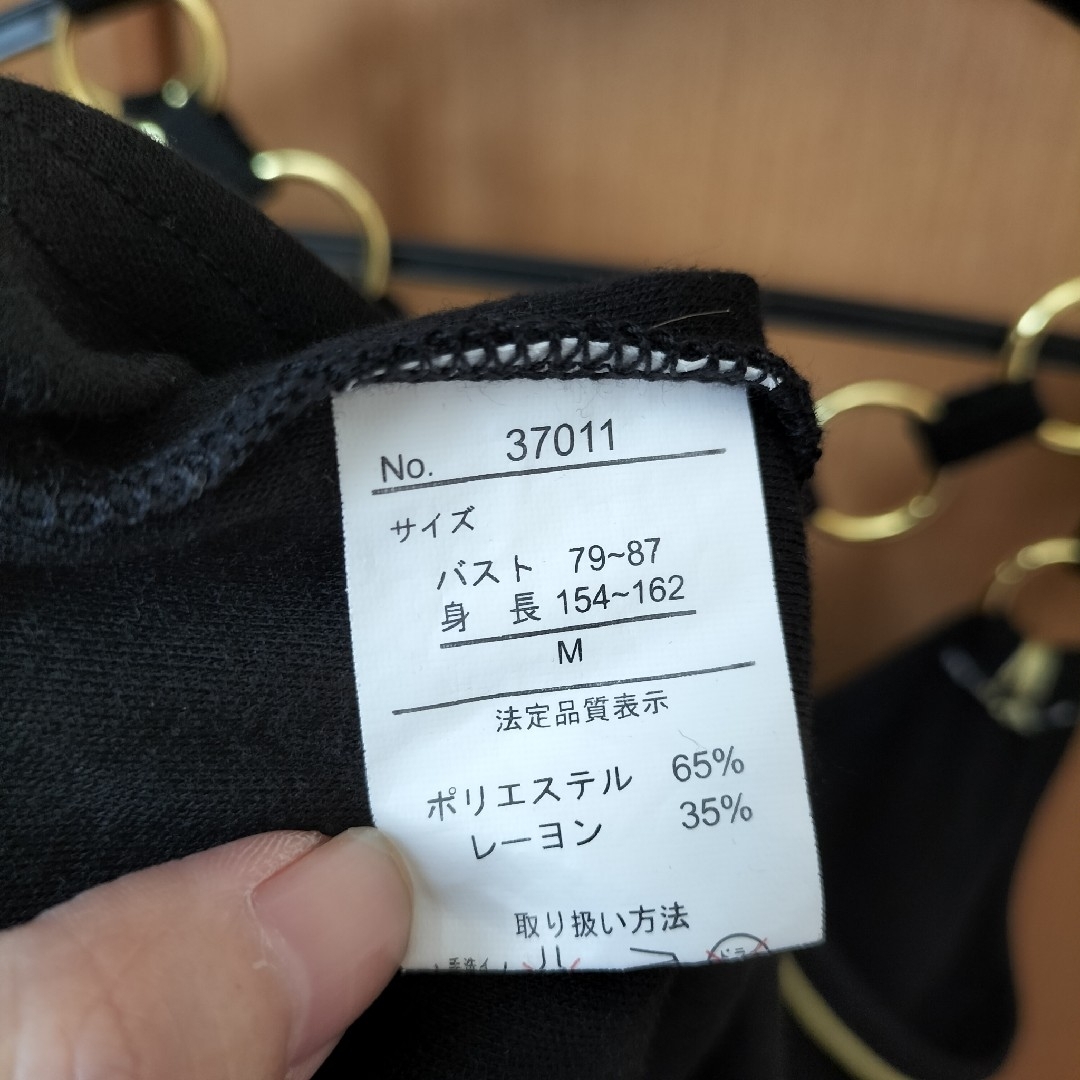 No. 37011
サイズ
バスト 79~87
身 長 154~162
M
法定品質表示
ポリエステル 65%
レーヨン 35%
取り扱い方法